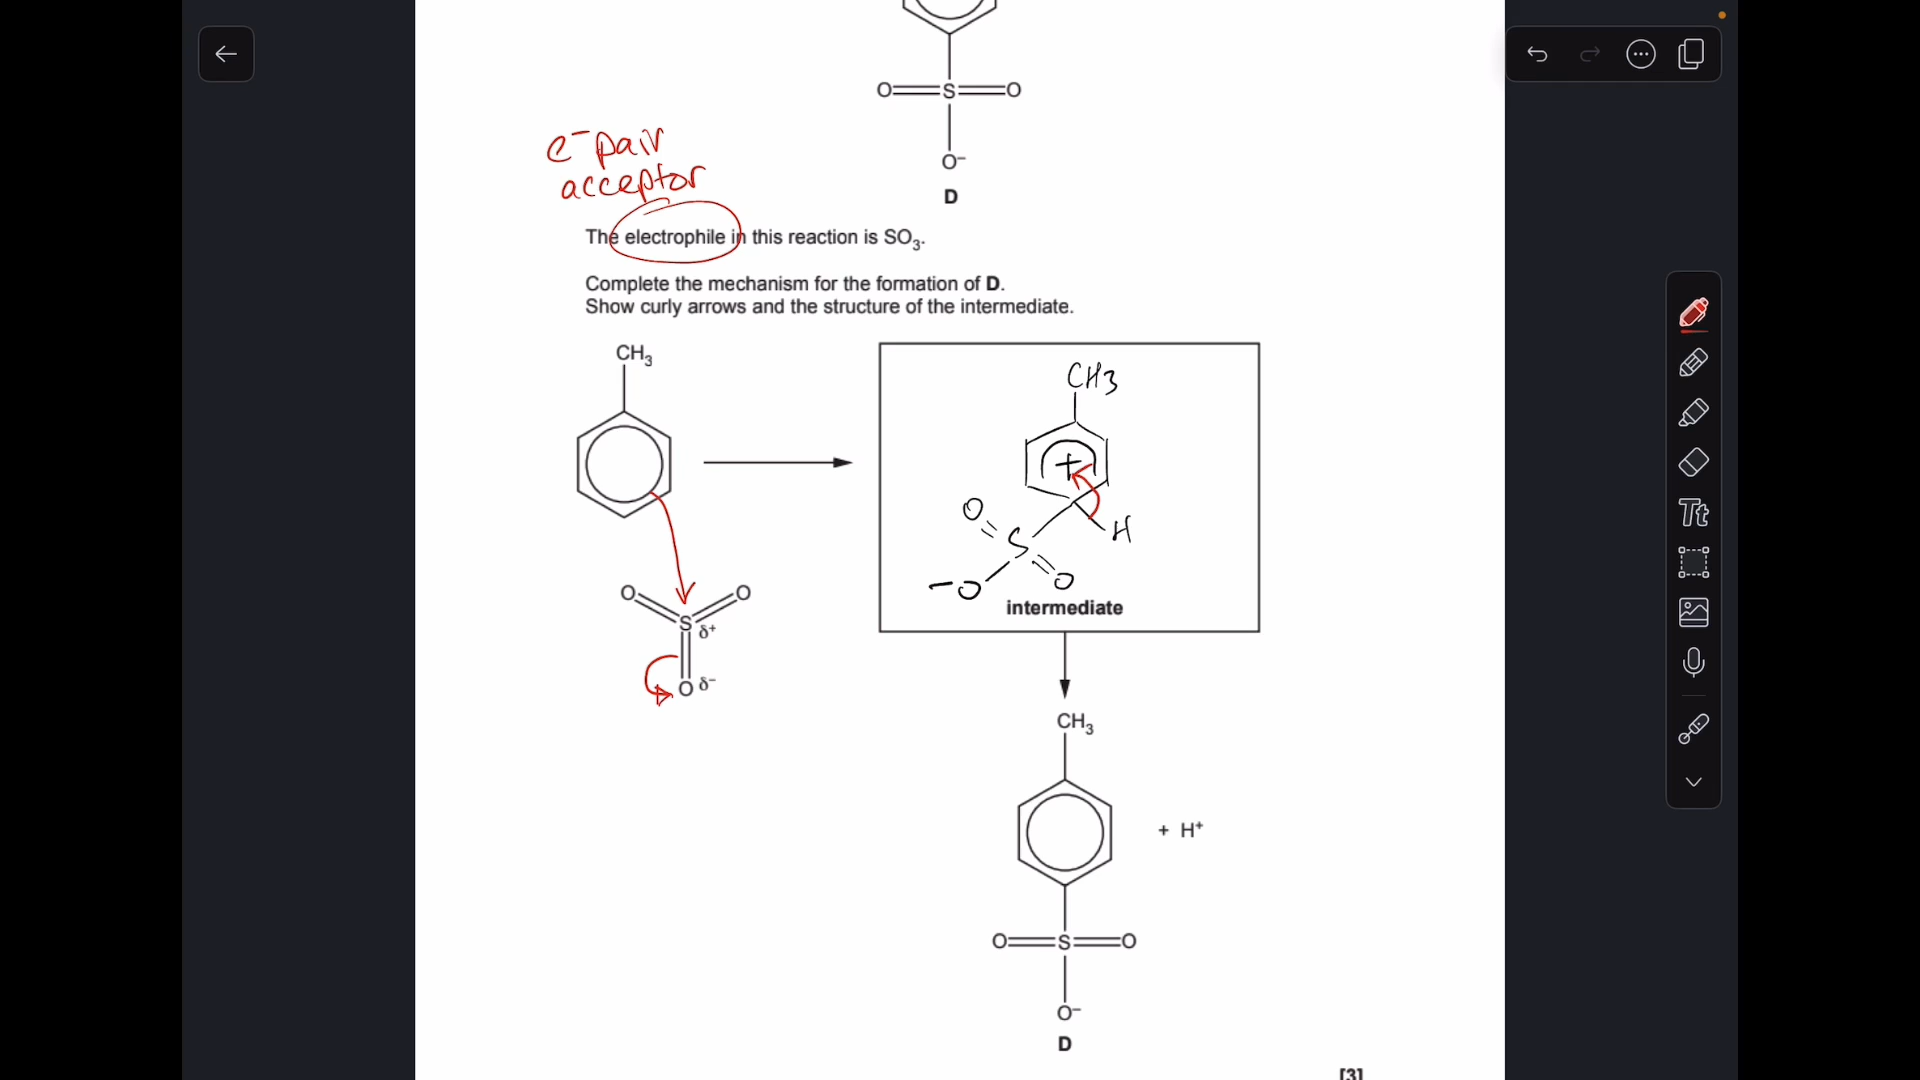 O S O
O⁻
D
e⁻ pair
acceptor
The electrophile in this reaction is SO₃.
Complete the mechanism for the formation of D.
Show curly arrows and the structure of the intermediate.
CH₃
CH3
+
O
H
S
O
−O
intermediate
O O
S δ+
O δ−
CH₃
+ H⁺
O S O
O⁻
D
[3]
Tt